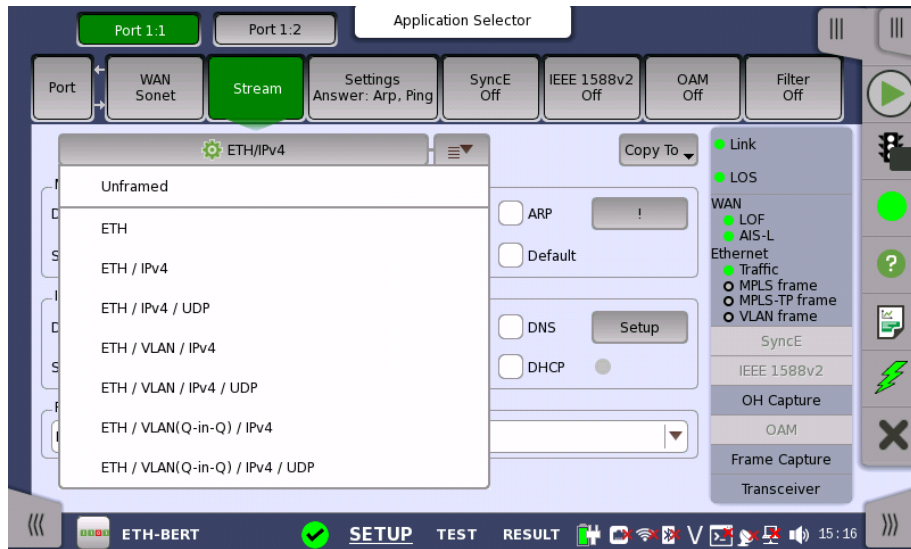 Application Selector
Port 1:1
Port 1:2
Port
WAN
Sonet
Stream
Settings
Answer: Arp, Ping
SyncE
Off
IEEE 1588v2
Off
OAM
Off
Filter
Off
ETH/IPv4
Copy To
Unframed
ETH
ETH / IPv4
ETH / IPv4 / UDP
ETH / VLAN / IPv4
ETH / VLAN / IPv4 / UDP
ETH / VLAN(Q-in-Q) / IPv4
ETH / VLAN(Q-in-Q) / IPv4 / UDP
ARP
!
Default
DNS
Setup
DHCP
Link
LOS
WAN
LOF
AIS-L
Ethernet
Traffic
MPLS frame
MPLS-TP frame
VLAN frame
SyncE
IEEE 1588v2
OH Capture
OAM
Frame Capture
Transceiver
ETH-BERT
SETUP
TEST
RESULT
V
15:16